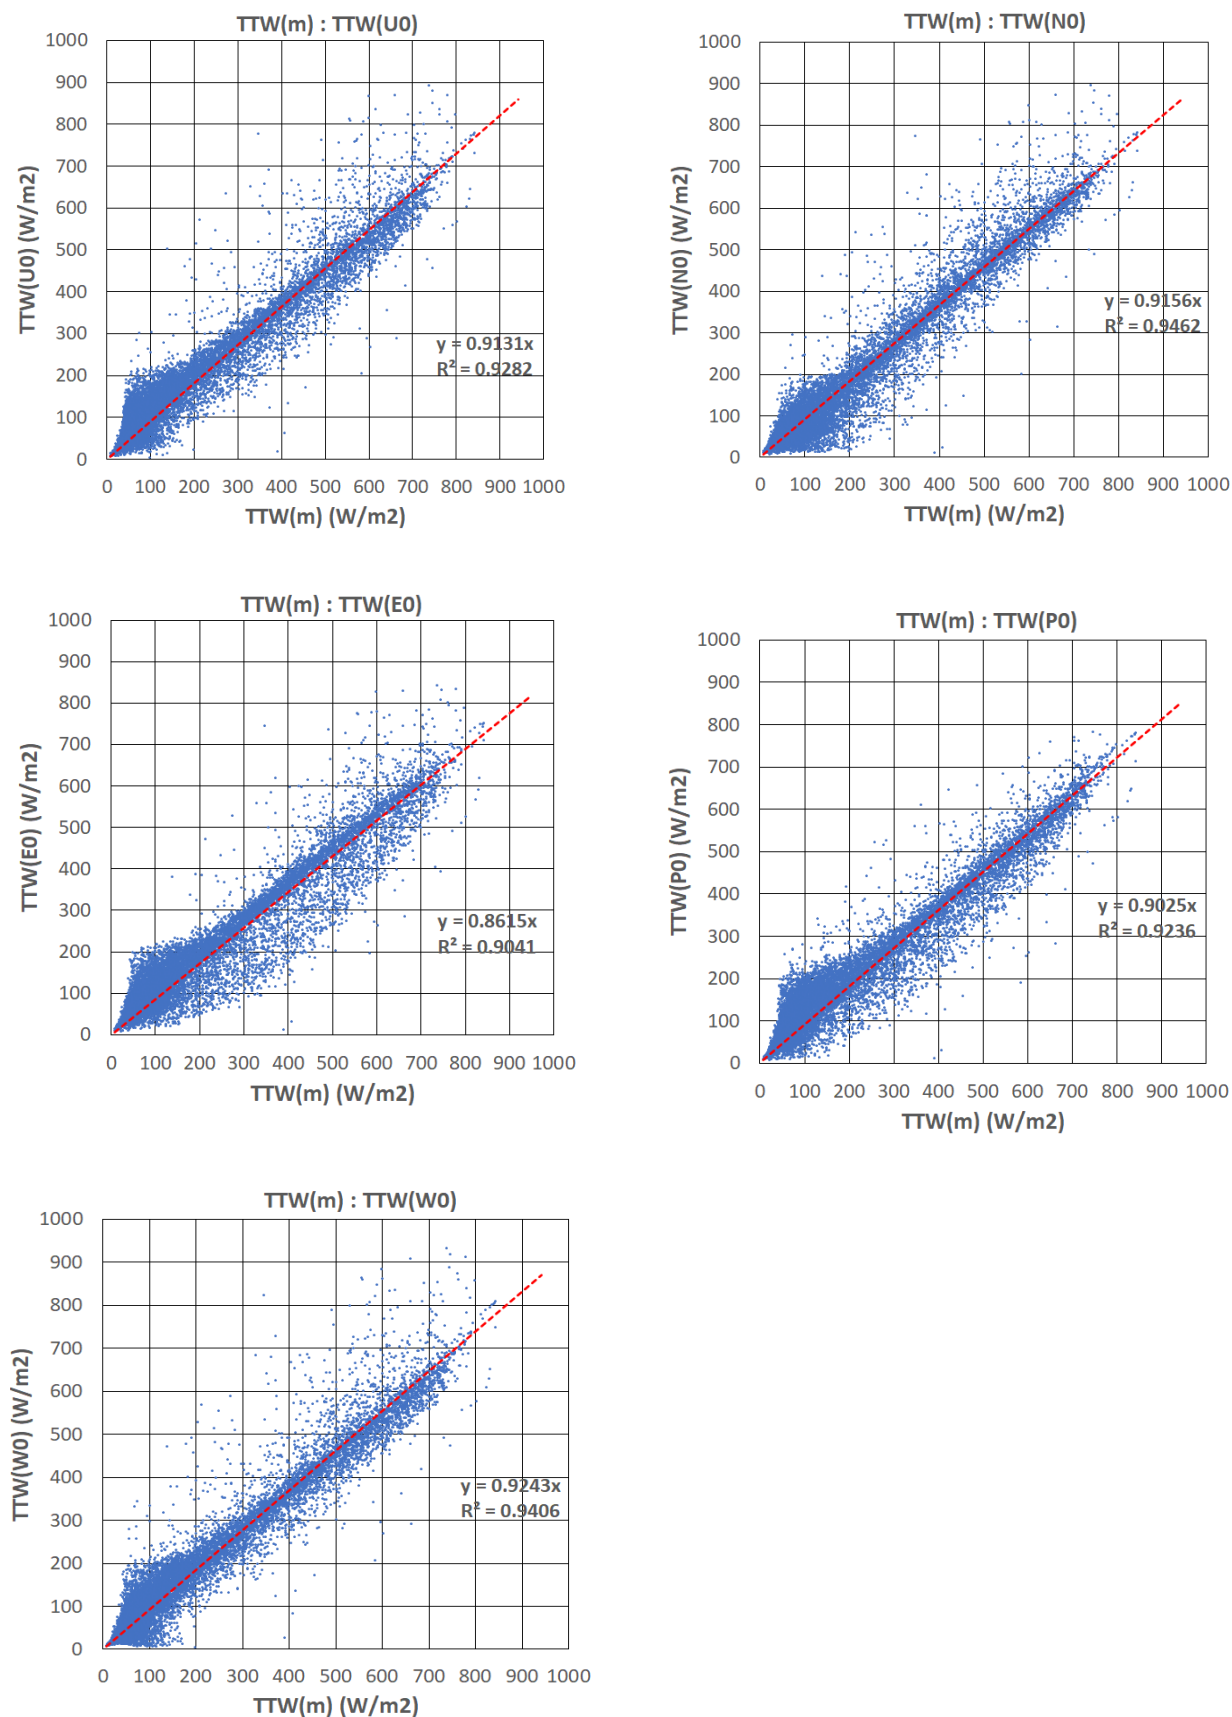 TTW(m) : TTW(U0)
1000
900
800
700
600
500
400
300
200
100
0
TTW(U0) (W/m2)
y = 0.9131x
R² = 0.9282
0 100 200 300 400 500 600 700 800 900 1000
TTW(m) (W/m2)
TTW(m) : TTW(N0)
1000
900
800
700
600
500
400
300
200
100
0
TTW(N0) (W/m2)
y = 0.9156x
R² = 0.9462
0 100 200 300 400 500 600 700 800 900 1000
TTW(m) (W/m2)
TTW(m) : TTW(E0)
1000
900
800
700
600
500
400
300
200
100
0
TTW(E0) (W/m2)
y = 0.8615x
R² = 0.9041
0 100 200 300 400 500 600 700 800 900 1000
TTW(m) (W/m2)
TTW(m) : TTW(P0)
1000
900
800
700
600
500
400
300
200
100
0
TTW(P0) (W/m2)
y = 0.9025x
R² = 0.9236
0 100 200 300 400 500 600 700 800 900 1000
TTW(m) (W/m2)
TTW(m) : TTW(W0)
1000
900
800
700
600
500
400
300
200
100
0
TTW(W0) (W/m2)
y = 0.9243x
R² = 0.9406
0 100 200 300 400 500 600 700 800 900 1000
TTW(m) (W/m2)